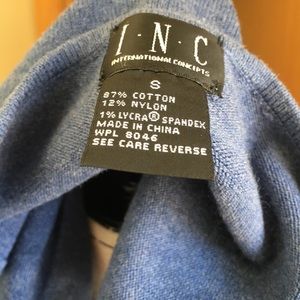 I·N·C
INTERNATIONAL CONCEPTS
S
87% COTTON
12% NYLON
1% LYCRA® SPANDEX
MADE IN CHINA
WPL 8046
SEE CARE REVERSE